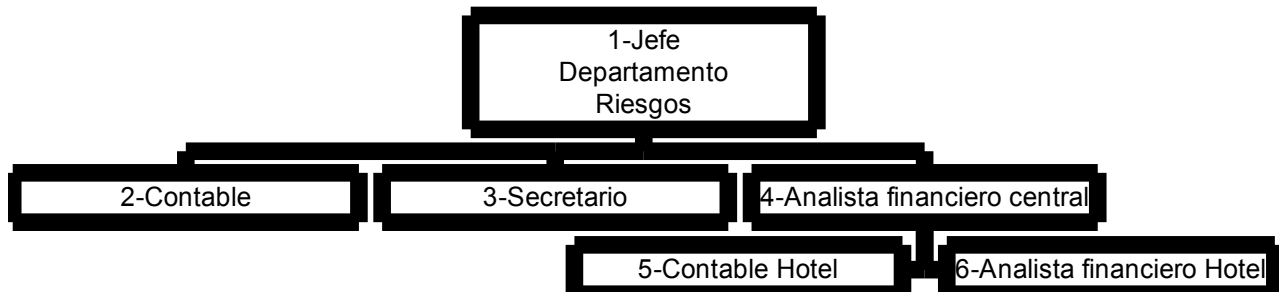 1-Jefe
Departamento
Riesgos
2-Contable
3-Secretario
4-Analista financiero central
5-Contable Hotel
6-Analista financiero Hotel